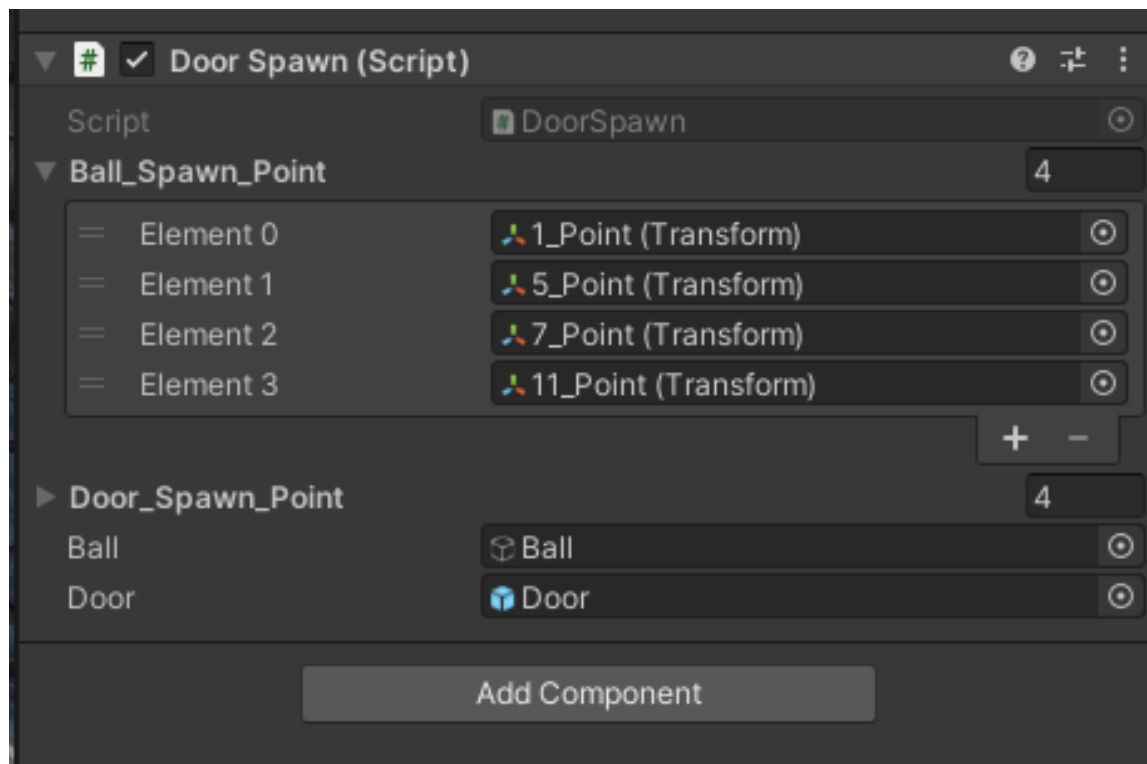 Door Spawn (Script)
Script DoorSpawn
Ball_Spawn_Point 4
Element 0 1_Point (Transform)
Element 1 5_Point (Transform)
Element 2 7_Point (Transform)
Element 3 11_Point (Transform)
Door_Spawn_Point 4
Ball Ball
Door Door
Add Component